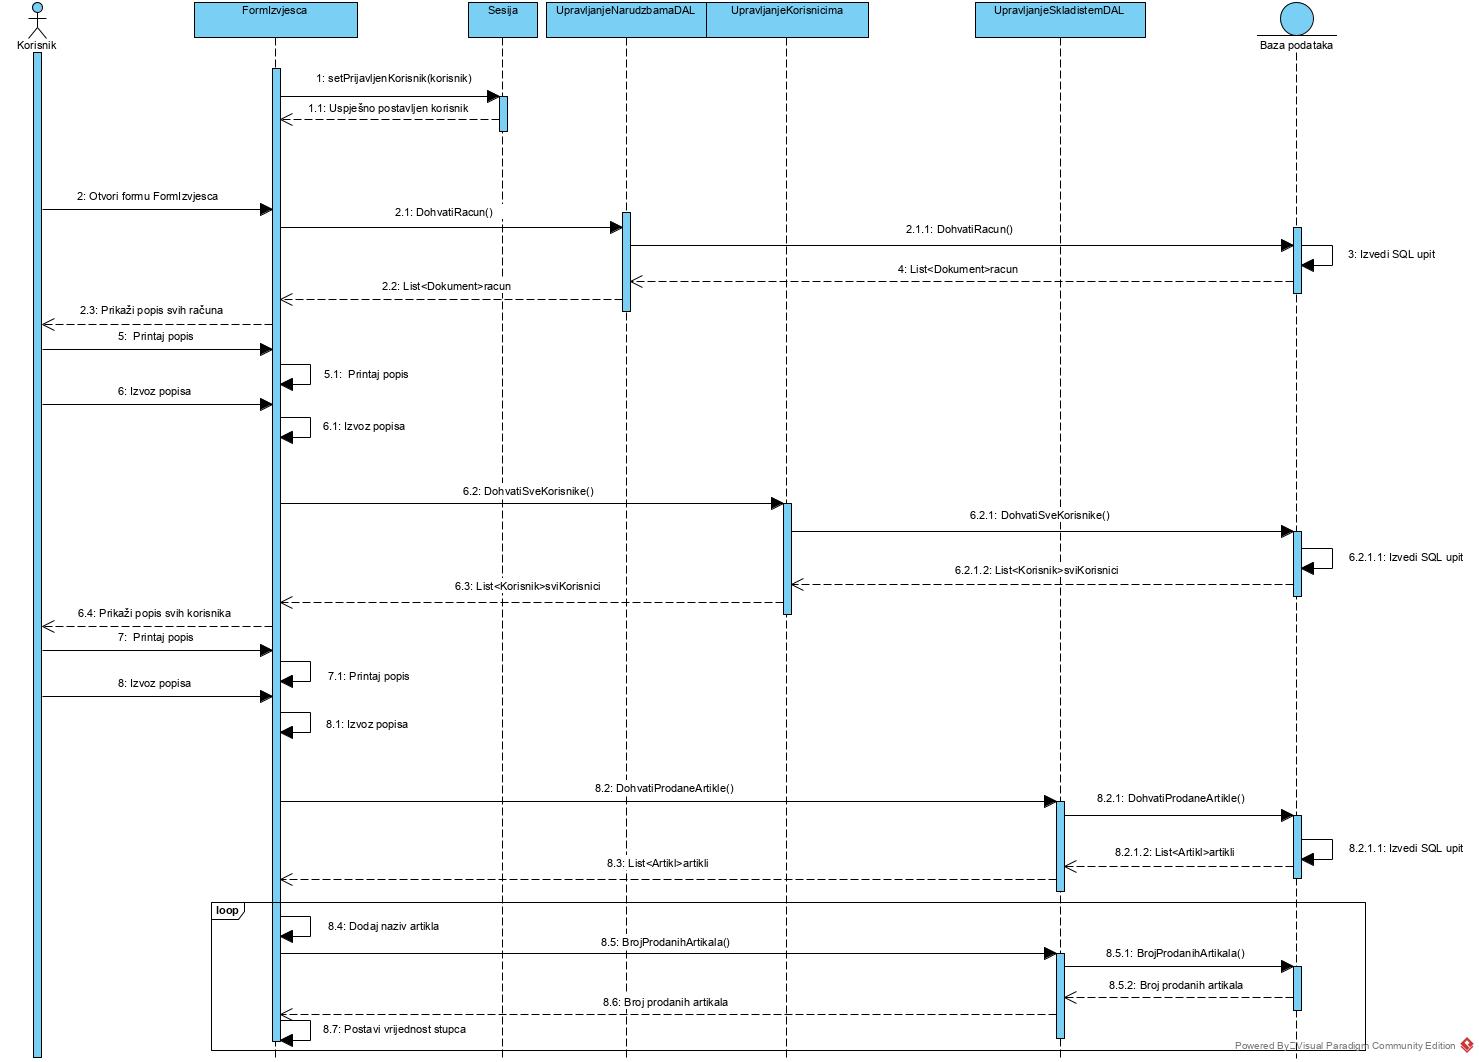 FormIzvjesca
Sesija
UpravljanjeNarudzbamaDAL
UpravljanjeKorisnicima
UpravljanjeSkladistemDAL
Korisnik
Baza podataka
1: setPrijavljenKorisnik(korisnik)
1.1: Uspješno postavljen korisnik
2: Otvori formu FormIzvjesca
2.1: DohvatiRacun()
2.1.1: DohvatiRacun()
3: Izvedi SQL upit
4: List<Dokument>racun
2.2: List<Dokument>racun
2.3: Prikaži popis svih računa
5: Printaj popis
5.1: Printaj popis
6: Izvoz popisa
6.1: Izvoz popisa
6.2: DohvatiSveKorisnike()
6.2.1: DohvatiSveKorisnike()
6.2.1.1: Izvedi SQL upit
6.2.1.2: List<Korisnik>sviKorisnici
6.3: List<Korisnik>sviKorisnici
6.4: Prikaži popis svih korisnika
7: Printaj popis
7.1: Printaj popis
8: Izvoz popisa
8.1: Izvoz popisa
8.2: DohvatiProdaneArtikle()
8.2.1: DohvatiProdaneArtikle()
8.2.1.1: Izvedi SQL upit
8.2.1.2: List<Artikl>artikli
8.3: List<Artikl>artikli
loop
8.4: Dodaj naziv artikla
8.5: BrojProdanihArtikala()
8.5.1: BrojProdanihArtikala()
8.5.2: Broj prodanih artikala
8.6: Broj prodanih artikala
8.7: Postavi vrijednost stupca
Powered By Visual Paradigm Community Edition